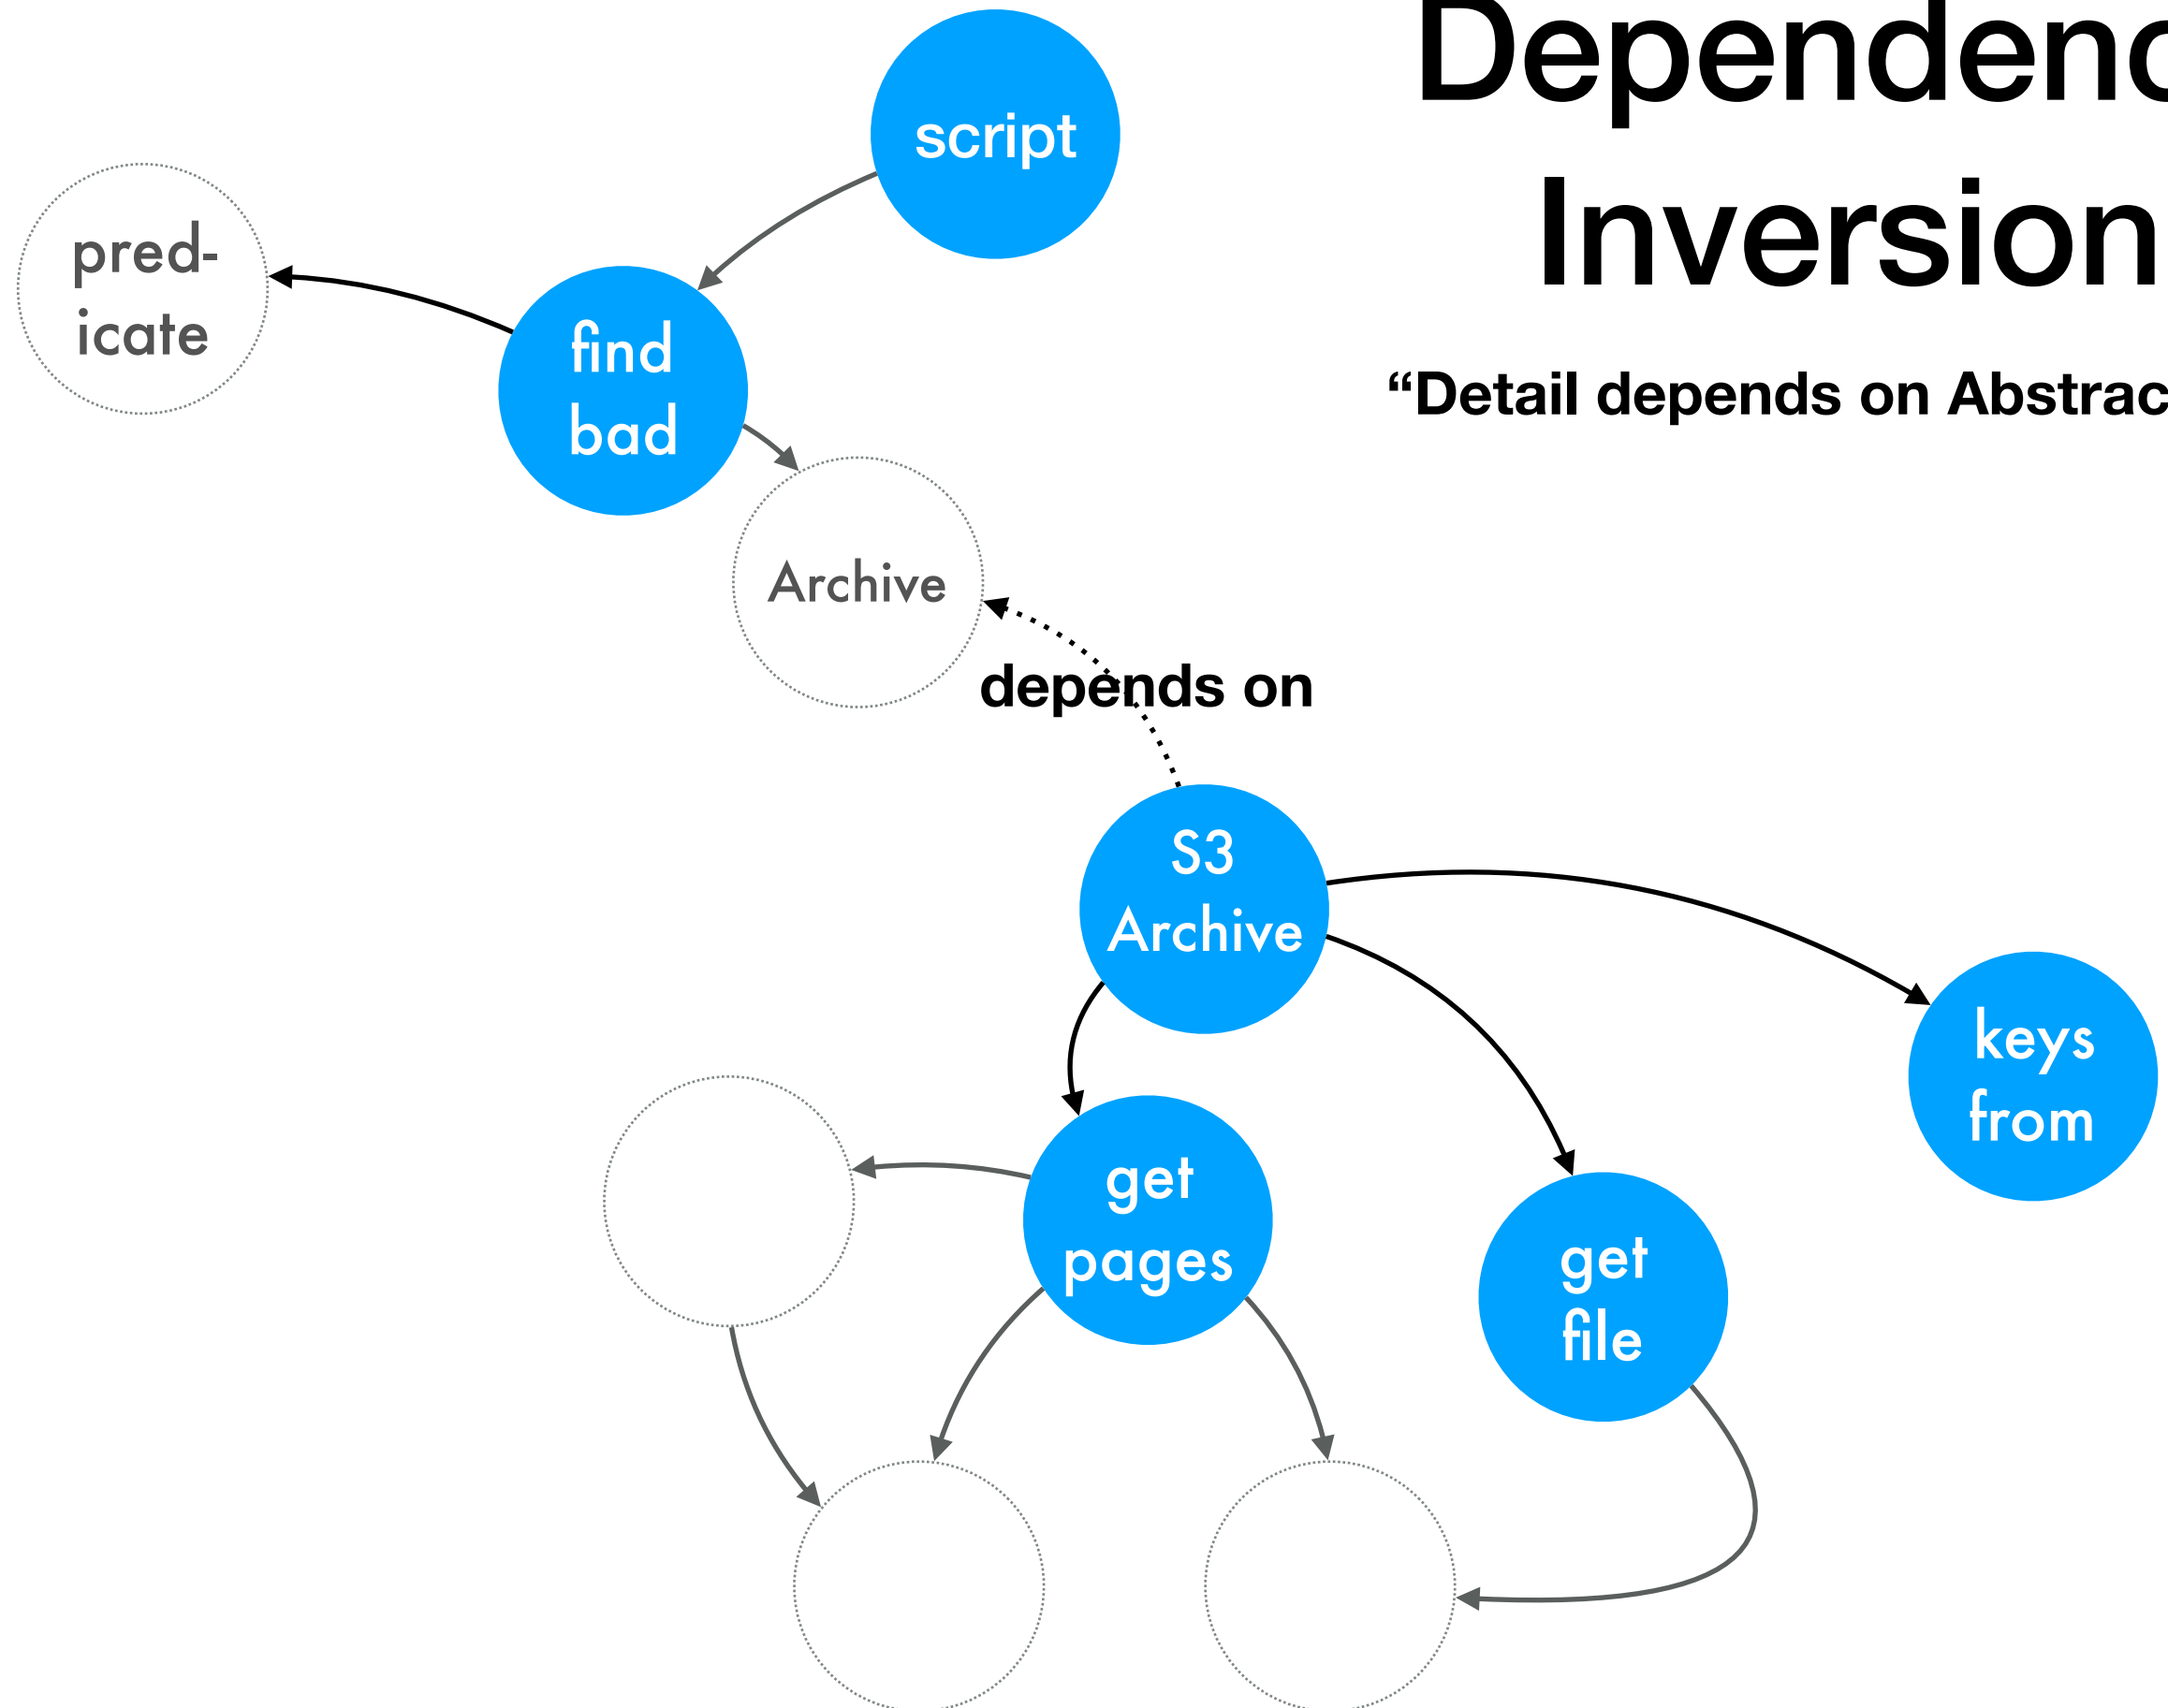 Dependenc
Inversion
“Detail depends on Abstrac
script
pred-
icate
find
bad
Archive
depends on
S3
Archive
keys
from
get
pages
get
file